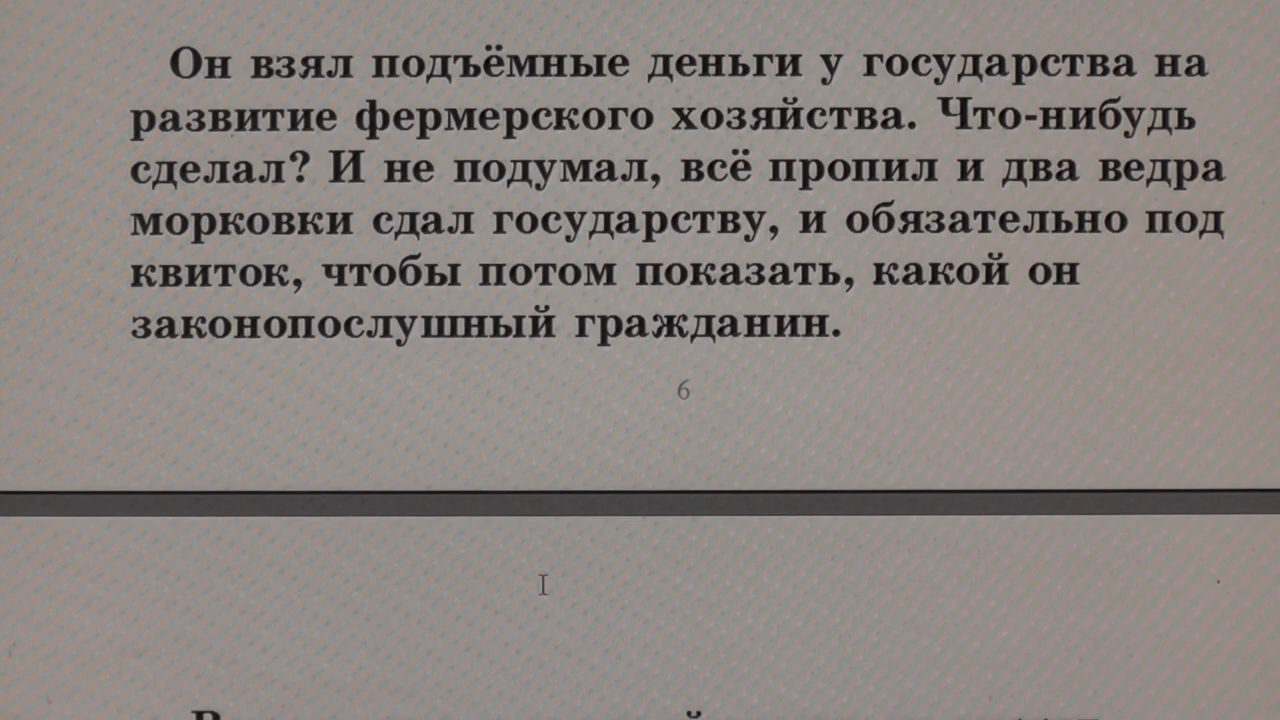 Он взял подъёмные деньги у государства на
развитие фермерского хозяйства. Что-нибудь
сделал? И не подумал, всё пропил и два ведра
морковки сдал государству, и обязательно под
квиток, чтобы потом показать, какой он
законопослушный гражданин.
6